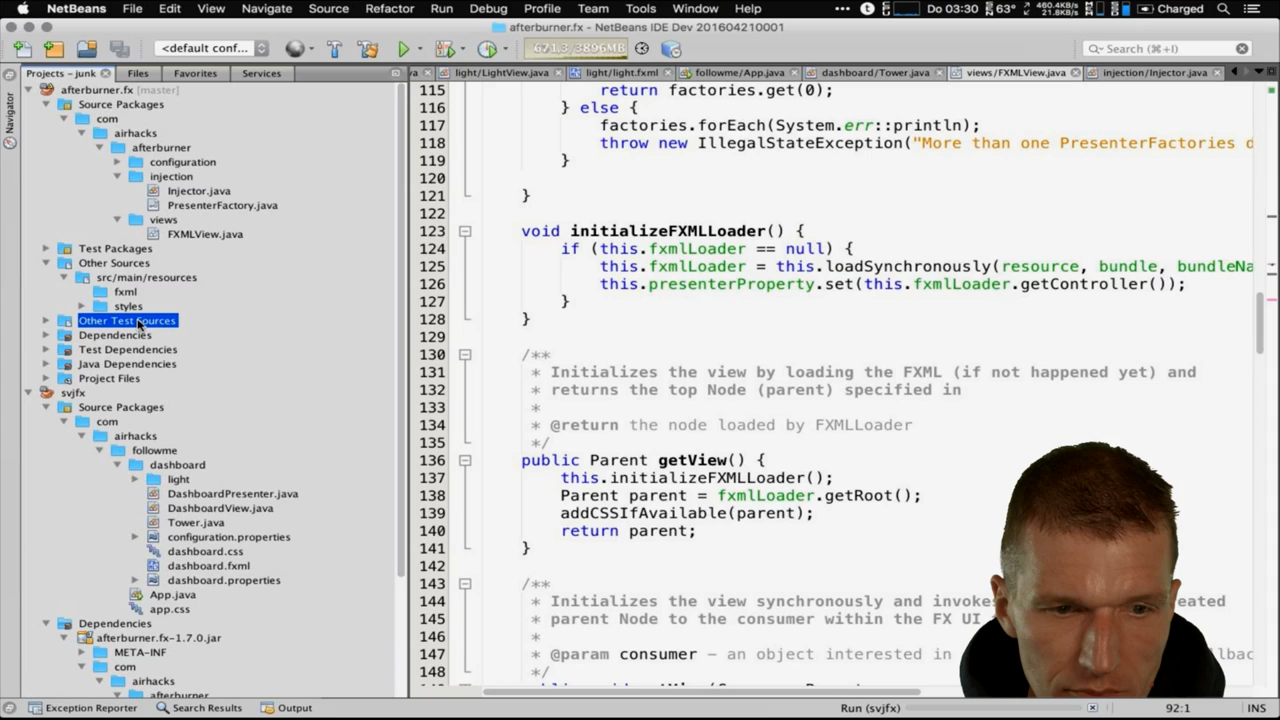 NetBeans File Edit View Navigate Source Refactor Run Debug Profile Team Tools Window Help
Do 03:30 63° 460.4KB 21.8KB Charged
afterburner.fx – NetBeans IDE Dev 201604210001
<default conf...
671.3/3896MB
Search (⌘+I)
Projects – junk Files Favorites Services
light/LightView.java light/light.fxml followme/App.java dashboard/Tower.java views/FXMLView.java injection/Injector.java
Navigator
afterburner.fx [master]
Source Packages
com
airhacks
afterburner
configuration
injection
Injector.java
PresenterFactory.java
views
FXMLView.java
Test Packages
Other Sources
src/main/resources
fxml
styles
Other Test Sources
Dependencies
Test Dependencies
Java Dependencies
Project Files
svjfx
Source Packages
com
airhacks
followme
dashboard
light
DashboardPresenter.java
DashboardView.java
Tower.java
configuration.properties
dashboard.css
dashboard.fxml
dashboard.properties
App.java
app.css
Dependencies
afterburner.fx-1.7.0.jar
META-INF
com
airhacks
afterburner
115 return factories.get(0);
116 } else {
117 factories.forEach(System.err::println);
118 throw new IllegalStateException("More than one PresenterFactories d
119 }
120
121 }
122
123 void initializeFXMLLoader() {
124 if (this.fxmlLoader == null) {
125 this.fxmlLoader = this.loadSynchronously(resource, bundle, bundleNa
126 this.presenterProperty.set(this.fxmlLoader.getController());
127 }
128 }
129
130 /**
131 * Initializes the view by loading the FXML (if not happened yet) and
132 * returns the top Node (parent) specified in
133 *
134 * @return the node loaded by FXMLLoader
135 */
136 public Parent getView() {
137 this.initializeFXMLLoader();
138 Parent parent = fxmlLoader.getRoot();
139 addCSSIfAvailable(parent);
140 return parent;
141 }
142
143 /**
144 * Initializes the view synchronously and invokes eated
145 * parent Node to the consumer within the FX UI
146 *
147 * @param consumer – an object interested in llbac
148 */
Exception Reporter Search Results Output
Run (svjfx) 92:1 INS